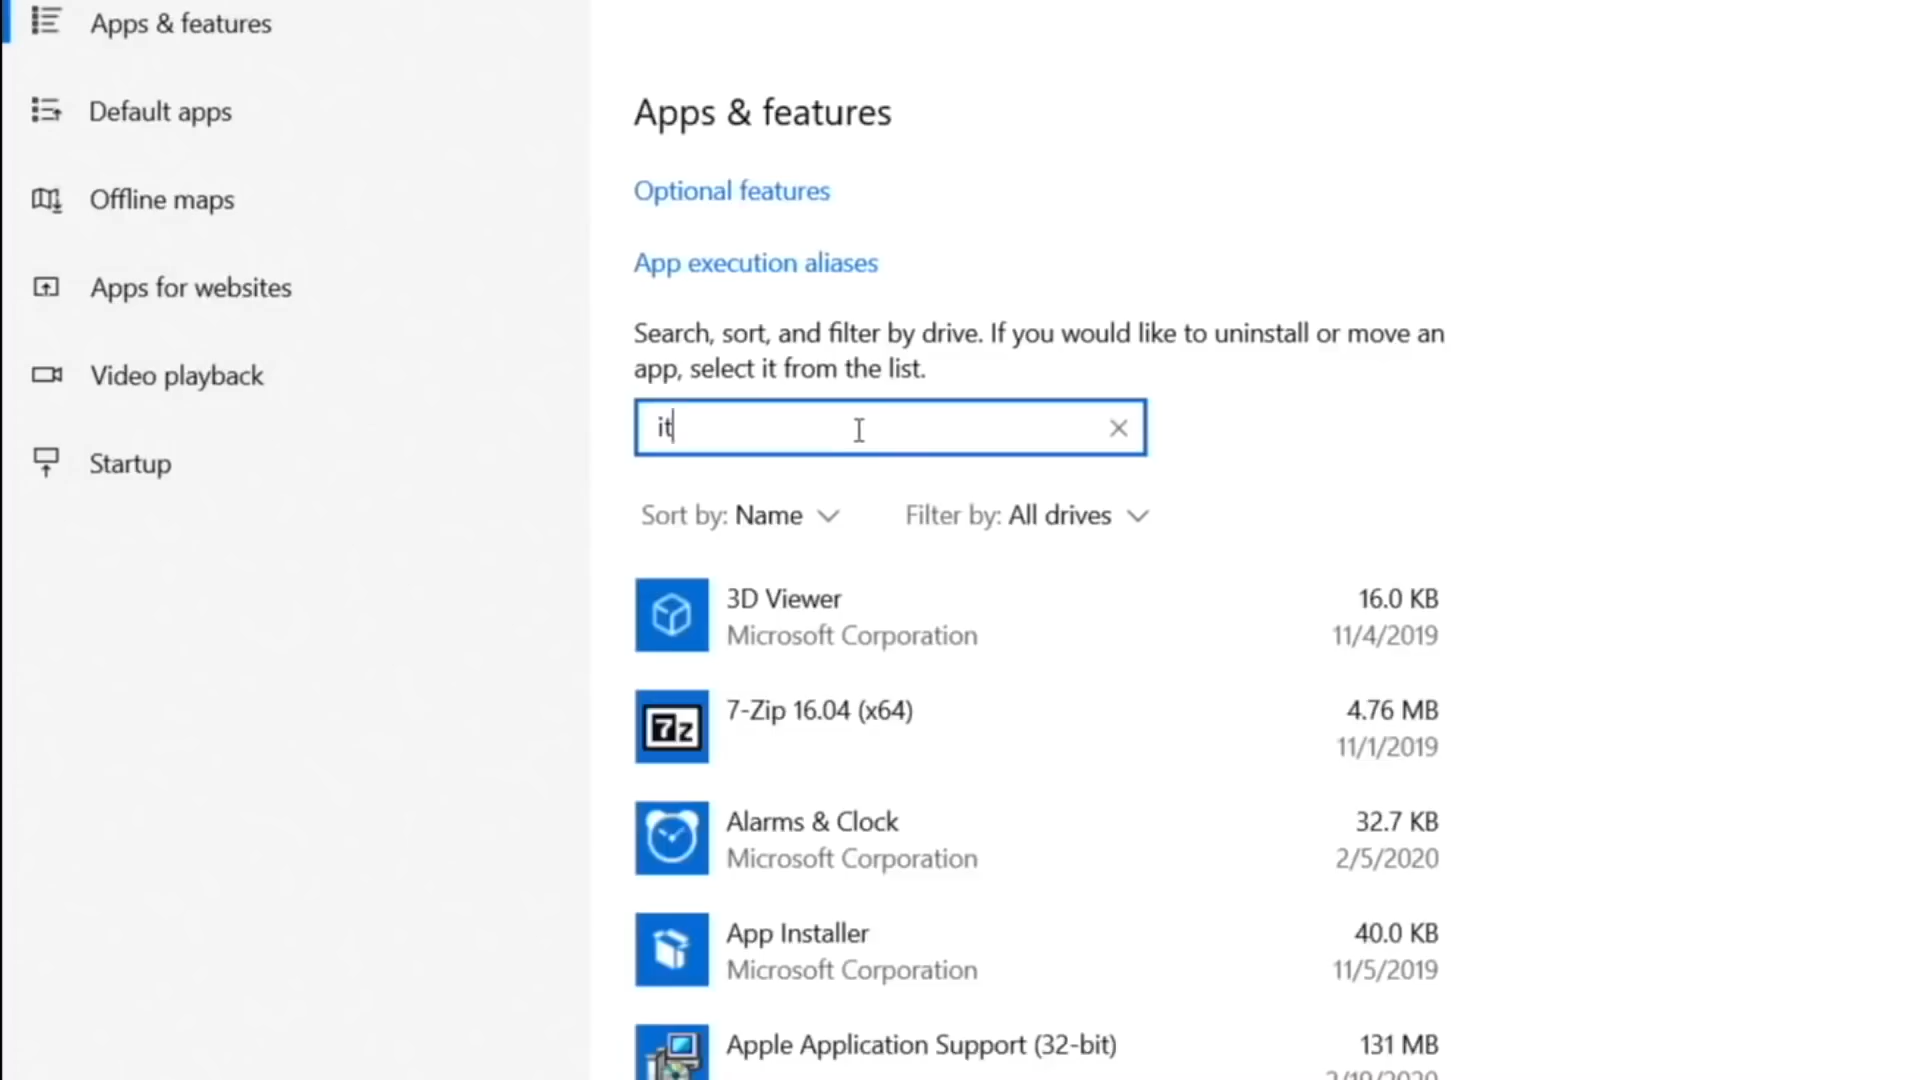 Apps & features
Default apps
Offline maps
Apps for websites
Video playback
Startup
Apps & features
Optional features
App execution aliases
Search, sort, and filter by drive. If you would like to uninstall or move an
app, select it from the list.
it
Sort by: Name
Filter by: All drives
3D Viewer
16.0 KB
Microsoft Corporation
11/4/2019
7z
7-Zip 16.04 (x64)
4.76 MB
11/1/2019
Alarms & Clock
32.7 KB
Microsoft Corporation
2/5/2020
App Installer
40.0 KB
Microsoft Corporation
11/5/2019
Apple Application Support (32-bit)
131 MB